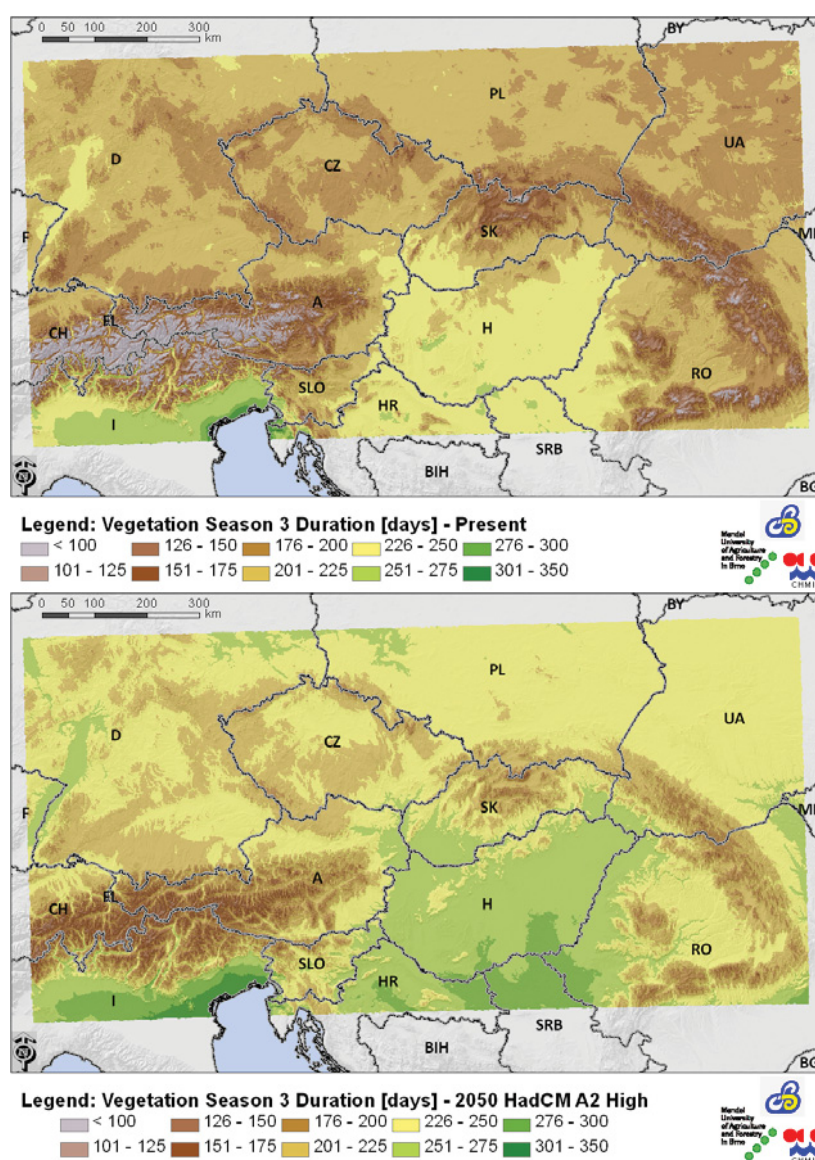 0 50 100 200 300
km
BY
PL
D
UA
CZ
F
SK
A
CH
FL
H
SLO
RO
HR
I
SRB
BIH
Legend: Vegetation Season 3 Duration [days] - Present
< 100 126 - 150 176 - 200 226 - 250 276 - 300
101 - 125 151 - 175 201 - 225 251 - 275 301 - 350
Mendel
University
of Agriculture
and Forestry
In Brno
CHMI
0 50 100 200 300
km
BY
PL
UA
D
CZ
SK
F
A
FL
CH
H
RO
SLO
HR
I
SRB
BIH
Legend: Vegetation Season 3 Duration [days] - 2050 HadCM A2 High
< 100 126 - 150 176 - 200 226 - 250 276 - 300
101 - 125 151 - 175 201 - 225 251 - 275 301 - 350
Mendel
University
of Agriculture
and Forestry
In Brno